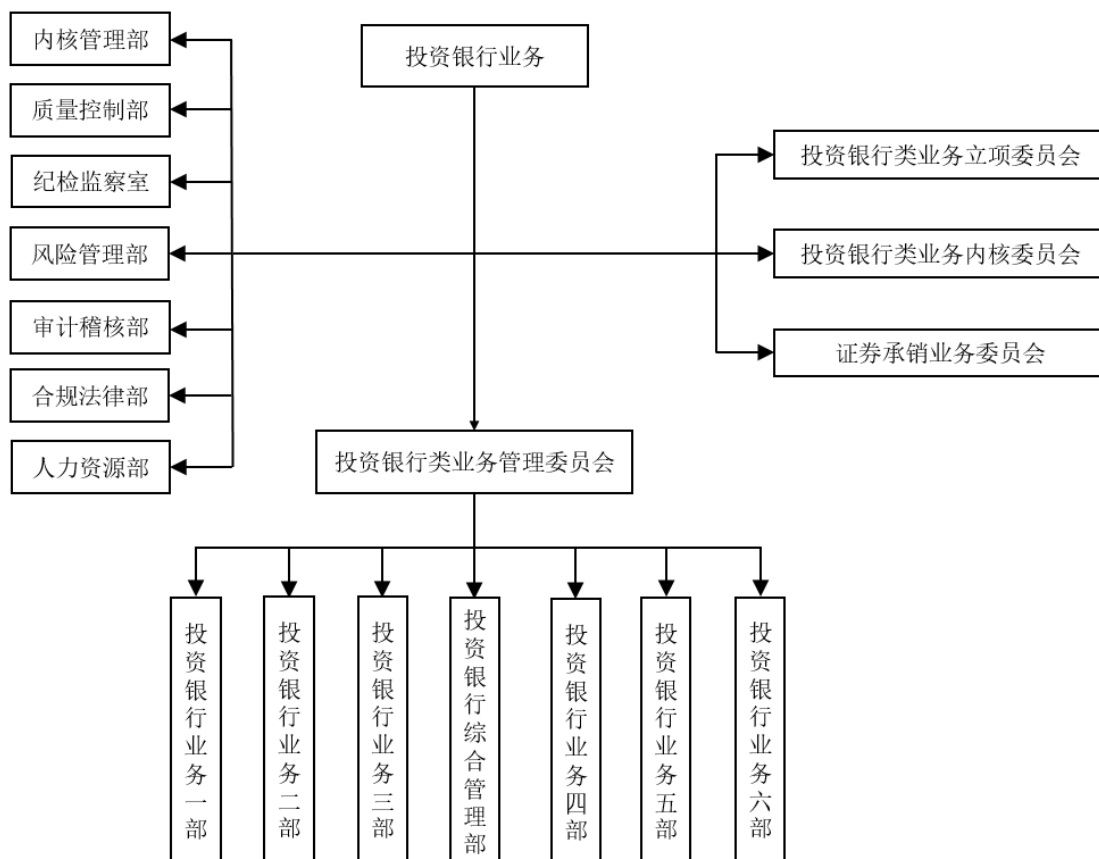 投资银行业务
内核管理部
质量控制部
纪检监察室
风险管理部
审计稽核部
合规法律部
人力资源部
投资银行类业务立项委员会
投资银行类业务内核委员会
证券承销业务委员会
投资银行类业务管理委员会
投资银行业务一部
投资银行业务二部
投资银行业务三部
投资银行综合管理部
投资银行业务四部
投资银行业务五部
投资银行业务六部